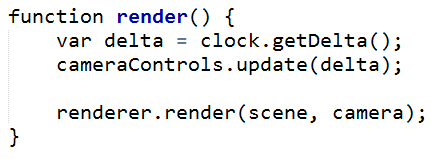 function render() {
    var delta = clock.getDelta();
    cameraControls.update(delta);

    renderer.render(scene, camera);
}